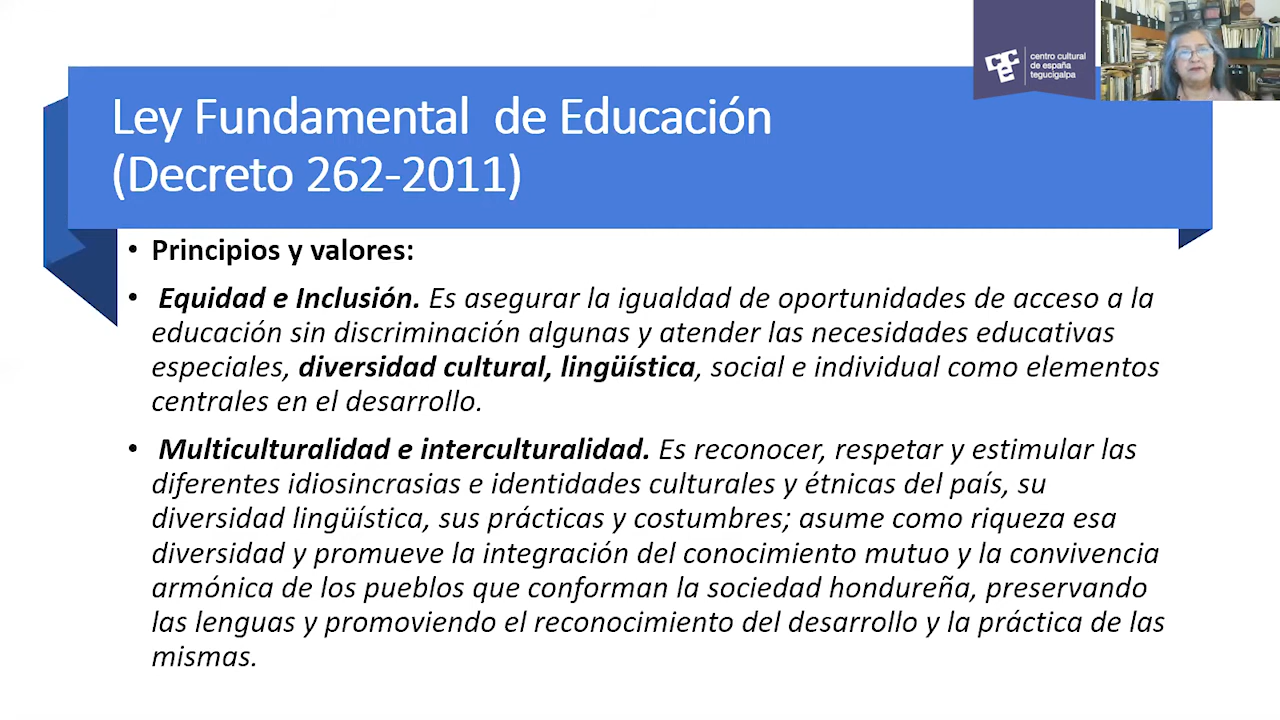 centro cultural
de españa
tegucigalpa
Ley Fundamental de Educación
(Decreto 262-2011)
• Principios y valores:
• Equidad e Inclusión. Es asegurar la igualdad de oportunidades de acceso a la
educación sin discriminación algunas y atender las necesidades educativas
especiales, diversidad cultural, lingüística, social e individual como elementos
centrales en el desarrollo.
• Multiculturalidad e interculturalidad. Es reconocer, respetar y estimular las
diferentes idiosincrasias e identidades culturales y étnicas del país, su
diversidad lingüística, sus prácticas y costumbres; asume como riqueza esa
diversidad y promueve la integración del conocimiento mutuo y la convivencia
armónica de los pueblos que conforman la sociedad hondureña, preservando
las lenguas y promoviendo el reconocimiento del desarrollo y la práctica de las
mismas.